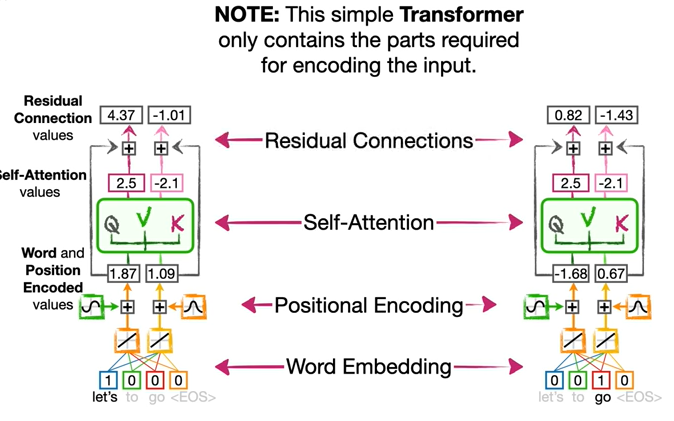 NOTE: This simple Transformer
only contains the parts required
for encoding the input.
Residual
Connection
values
4.37 -1.01
Residual Connections
0.82 -1.43
+ +
+ +
Self-Attention
values
2.5 -2.1
2.5 -2.1
Q V K
Self-Attention
Q V K
Word and
Position
Encoded
values
1.87 1.09
-1.68 0.67
+ +
Positional Encoding
+ +
Word Embedding
1 0 0 0
0 0 1 0
let's to go <EOS>
let's to go <EOS>